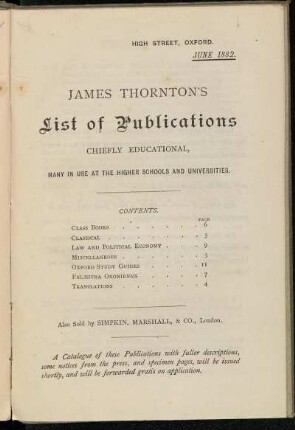 HIGH STREET, OXFORD.
JUNE 1882.
JAMES THORNTON'S
List of Publications
CHIEFLY EDUCATIONAL,
MANY IN USE AT THE HIGHER SCHOOLS AND UNIVERSITIES.
CONTENTS.
PAGE
CLASS BOOKS . . . . . 6
CLASSICAL . . . . . 5
LAW AND POLITICAL ECONOMY . . . 9
MISCELLANEOUS . . . . . 3
OXFORD STUDY GUIDES . . . . 11
PALÆSTRA OXONIENSIS . . . . 7
TRANSLATIONS . . . . . 4
Also Sold by SIMPKIN, MARSHALL, & CO., London.
A Catalogue of these Publications with fuller descriptions,
some notices from the press, and specimen pages, will be issued
shortly, and will be forwarded gratis on application.